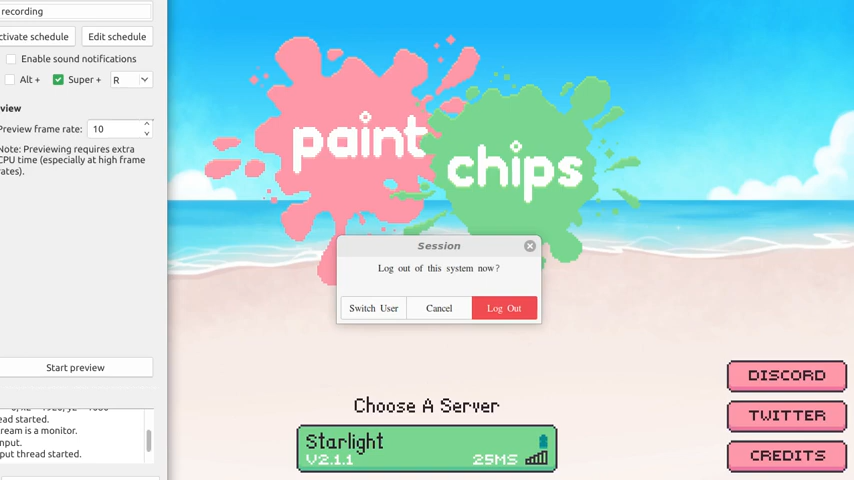 recording
ctivate schedule
Edit schedule
Enable sound notifications
Alt +
Super +
R
view
Preview frame rate:
10
Note: Previewing requires extra
CPU time (especially at high frame
rates).
Start preview
ead started.
ream is a monitor.
nput.
put thread started.
paint
chips
Session
Log out of this system now?
Switch User
Cancel
Log Out
Choose A Server
Starlight
V2.1.1
25MS
DISCORD
TWITTER
CREDITS